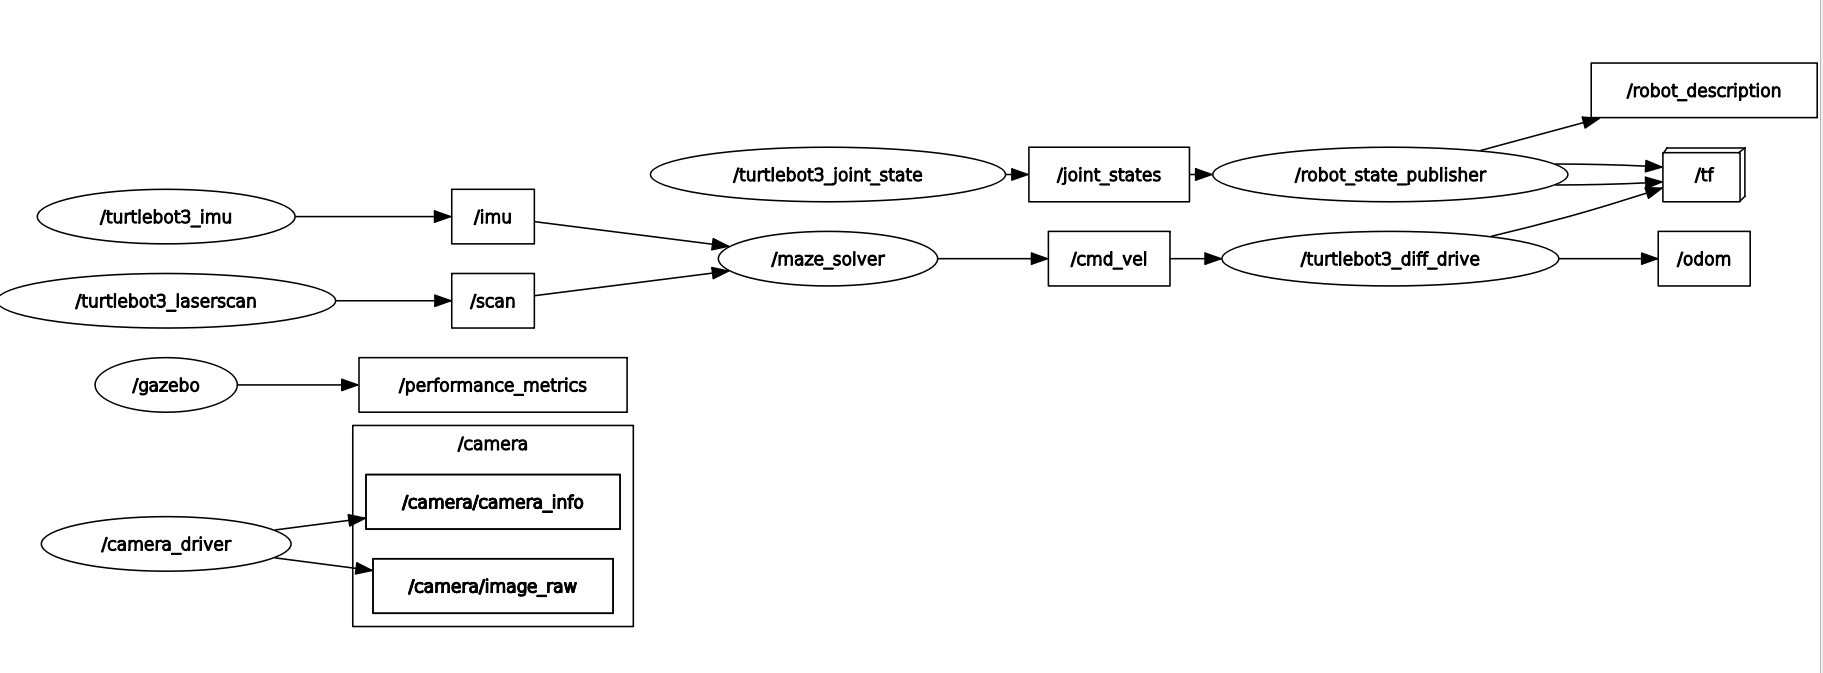 /robot_description
/turtlebot3_joint_state
/joint_states
/robot_state_publisher
/tf
/turtlebot3_imu
/imu
/maze_solver
/cmd_vel
/turtlebot3_diff_drive
/odom
/turtlebot3_laserscan
/scan
/gazebo
/performance_metrics
/camera
/camera/camera_info
/camera_driver
/camera/image_raw